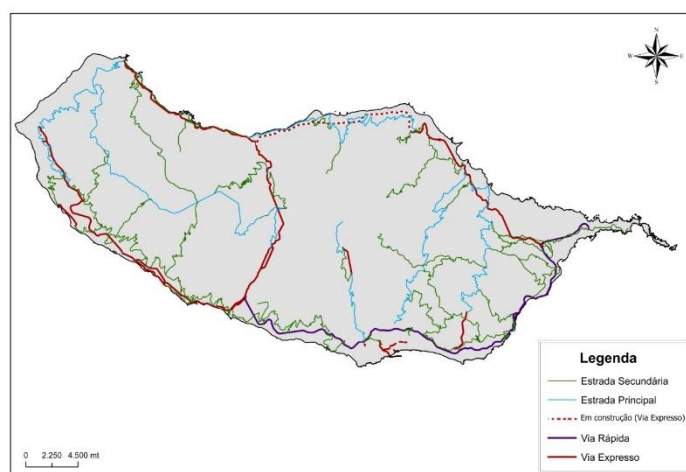 N
W E
S
Legenda
Estrada Secundária
Estrada Principal
Em construção (Via Expresso)
Via Rápida
Via Expresso
0 2.250 4.500 mt